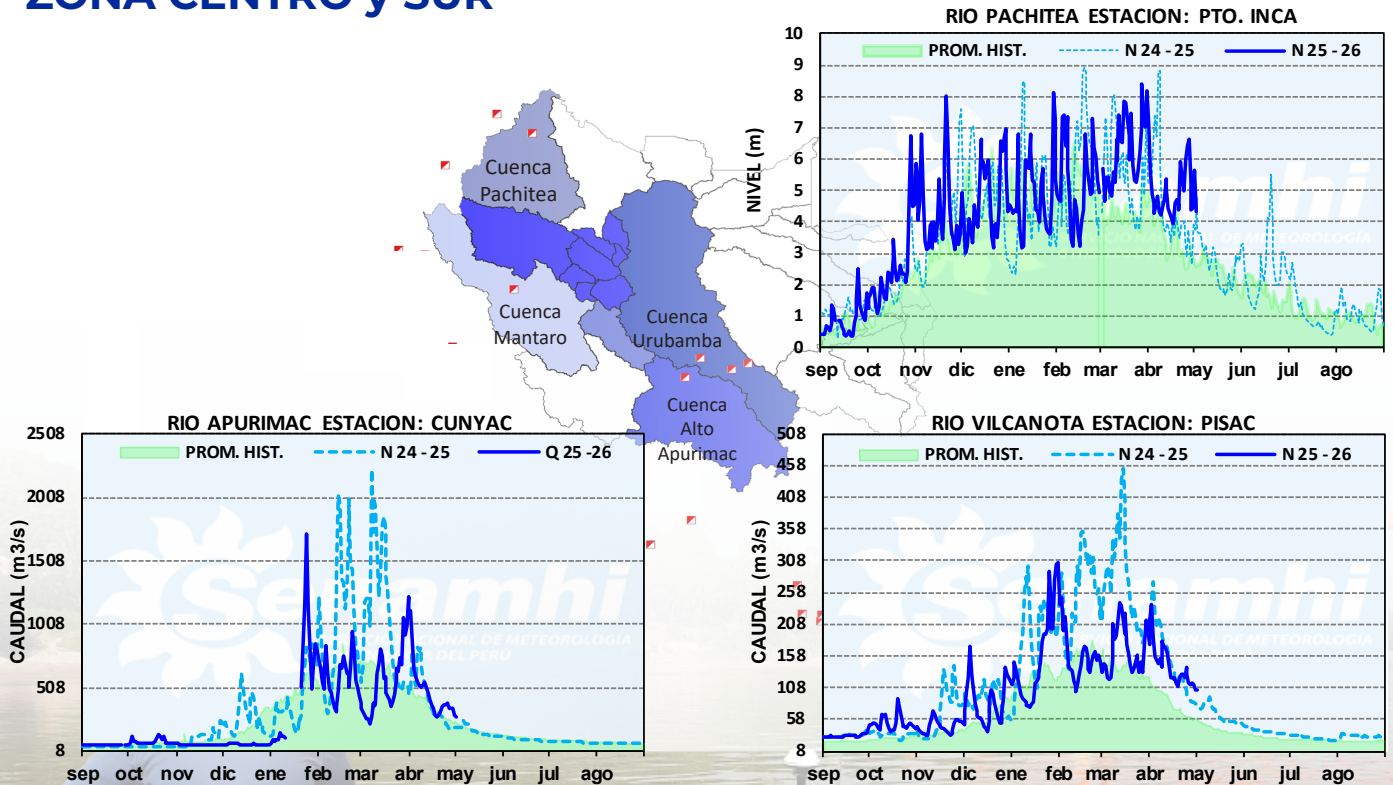 ZONA CENTRO y SUR
RIO PACHITEA ESTACION: PTO. INCA
PROM. HIST. N 24 - 25 N 25 - 26
NIVEL (m)
10
9
8
7
6
5
4
3
2
1
0
sep oct nov dic ene feb mar abr may jun jul ago
Cuenca
Pachitea
Cuenca
Mantaro
Cuenca
Urubamba
Cuenca
Alto
Apurimac
RIO APURIMAC ESTACION: CUNYAC
PROM. HIST. N 24 - 25 Q 25 -26
CAUDAL (m3/s)
2508
2008
1508
1008
508
8
sep oct nov dic ene feb mar abr may jun jul ago
RIO VILCANOTA ESTACION: PISAC
PROM. HIST. N 24 - 25 N 25 - 26
CAUDAL (m3/s)
508
458
408
358
308
258
208
158
108
58
8
sep oct nov dic ene feb mar abr may jun jul ago